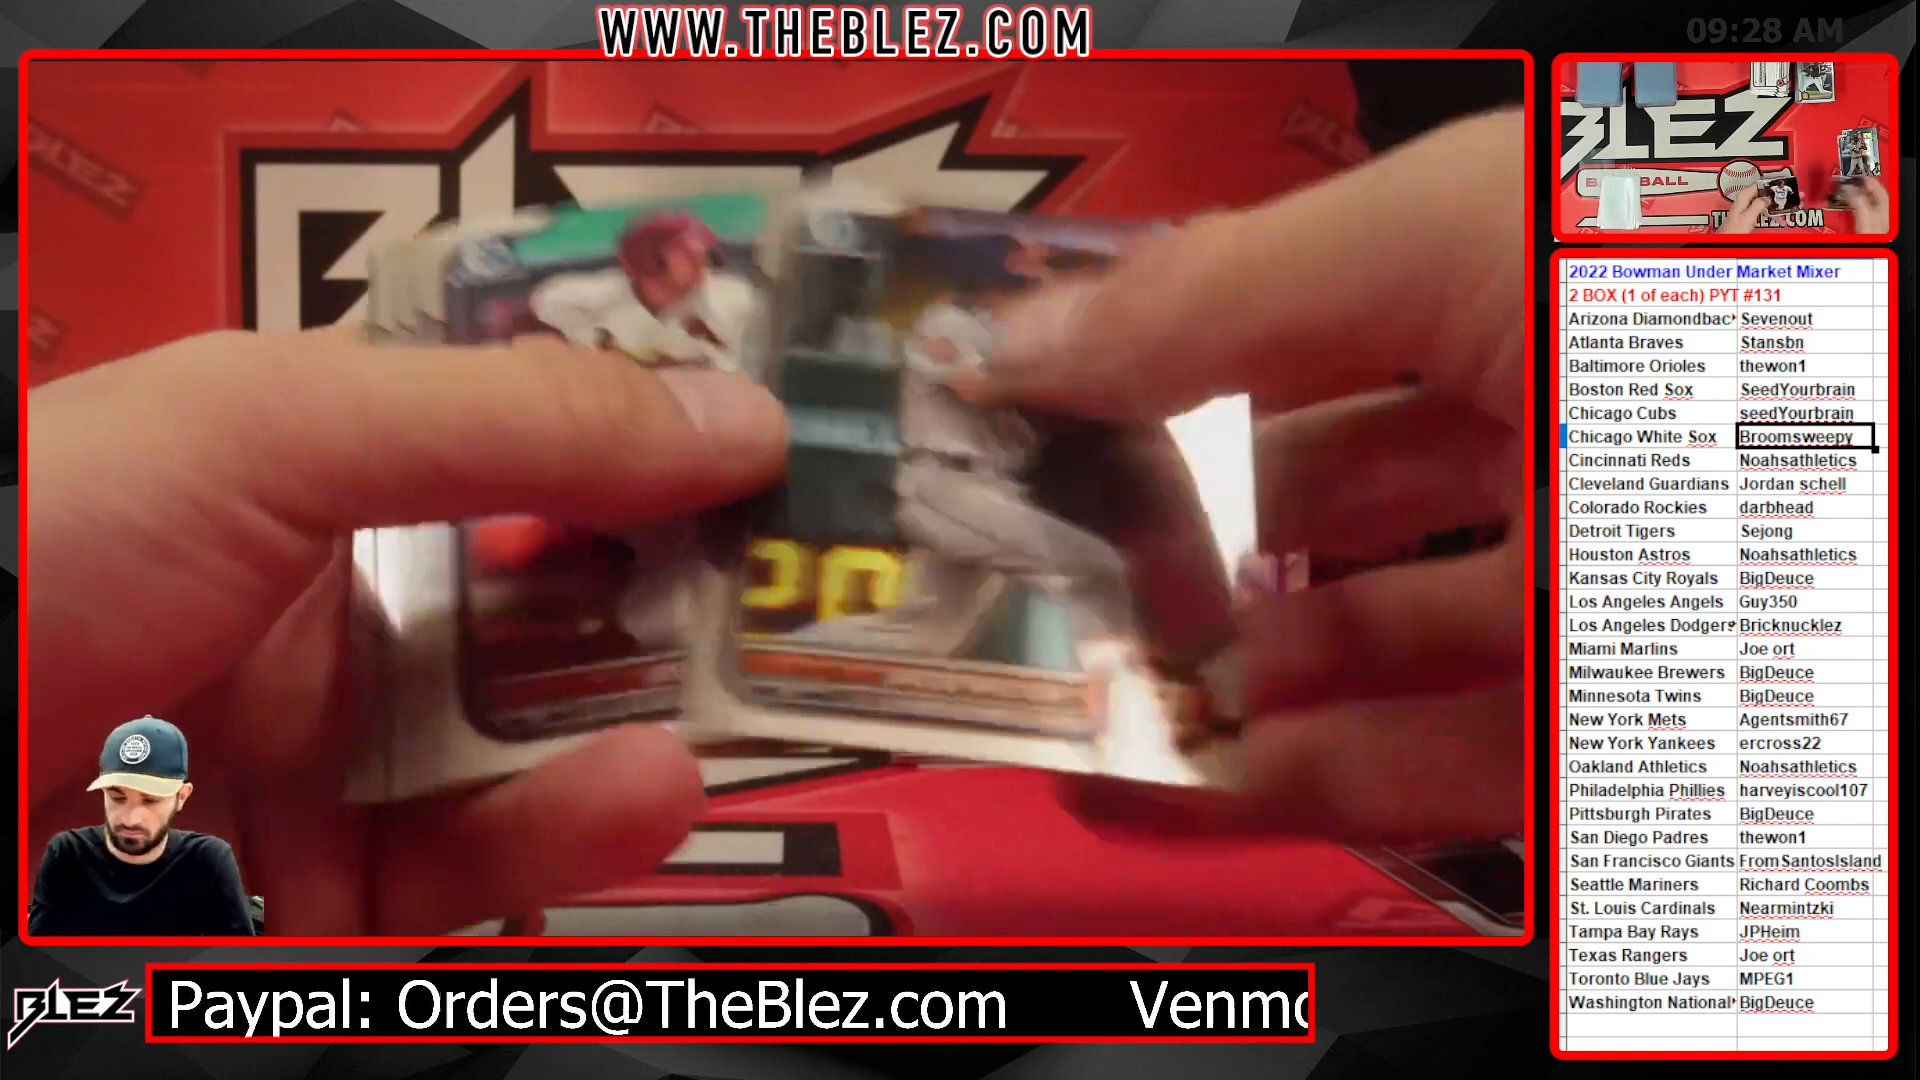 WWW.THEBLEZ.COM
09:28 AM
BLEZ
BLEZ
THEBLEZ.COM
2022 Bowman Under Market Mixer
2 BOX (1 of each) PYT #131
Arizona Diamondbac Sevenout
Atlanta Braves Stansbn
Baltimore Orioles thewon1
Boston Red Sox SeedYourbrain
Chicago Cubs seedYourbrain
Chicago White Sox Broomsweepy
Cincinnati Reds Noahsathletics
Cleveland Guardians Jordan schell
Colorado Rockies darbhead
Detroit Tigers Sejong
Houston Astros Noahsathletics
Kansas City Royals BigDeuce
Los Angeles Angels Guy350
Los Angeles Dodgers Bricknucklez
Miami Marlins Joe ort
Milwaukee Brewers BigDeuce
Minnesota Twins BigDeuce
New York Mets Agentsmith67
New York Yankees ercross22
Oakland Athletics Noahsathletics
Philadelphia Phillies harveyiscool107
Pittsburgh Pirates BigDeuce
San Diego Padres thewon1
San Francisco Giants FromSantosIsland
Seattle Mariners Richard Coombs
St. Louis Cardinals Nearmintzki
Tampa Bay Rays JPHeim
Texas Rangers Joe ort
Toronto Blue Jays MPEG1
Washington National BigDeuce
BLEZ
Paypal: Orders@TheBlez.com Venmo